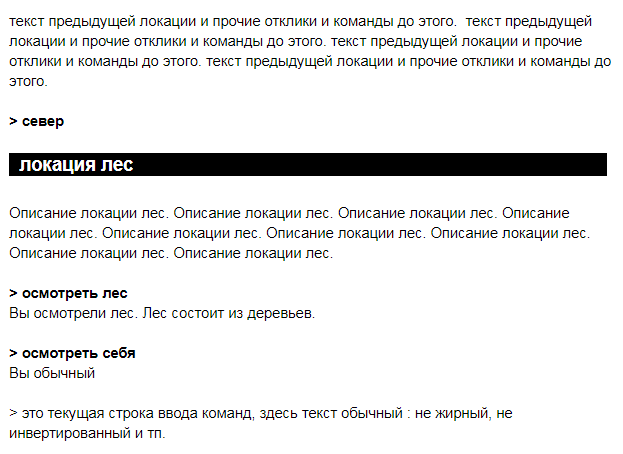 текст предыдущей локации и прочие отклики и команды до этого.  текст предыдущей
локации и прочие отклики и команды до этого. текст предыдущей локации и прочие
отклики и команды до этого. текст предыдущей локации и прочие отклики и команды до
этого.
> север
локация лес
Описание локации лес. Описание локации лес. Описание локации лес. Описание
локации лес. Описание локации лес. Описание локации лес. Описание локации лес.
Описание локации лес. Описание локации лес.
> осмотреть лес
Вы осмотрели лес. Лес состоит из деревьев.
> осмотреть себя
Вы обычный
> это текущая строка ввода команд, здесь текст обычный : не жирный, не
инвертированный и тп.